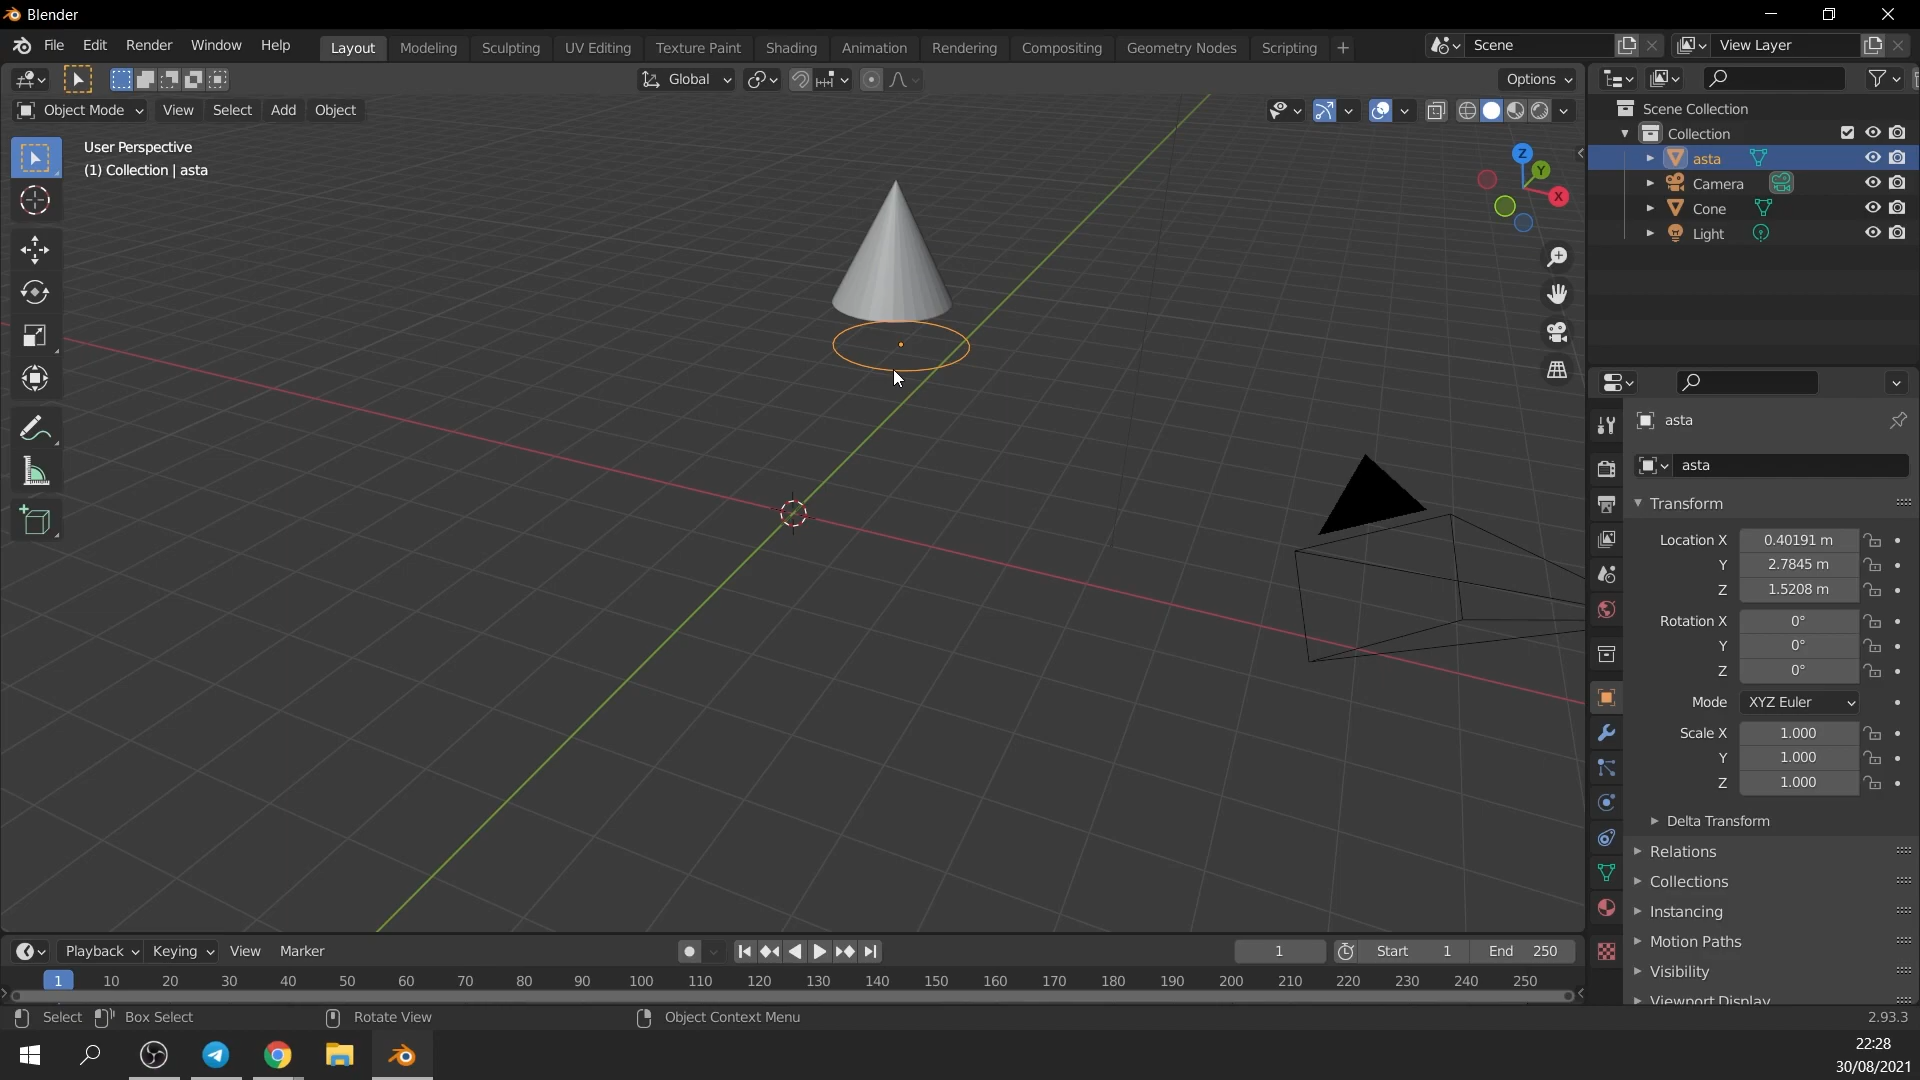 Blender
File Edit Render Window Help Layout Modeling Sculpting UV Editing Texture Paint Shading Animation Rendering Compositing Geometry Nodes Scripting + Scene View Layer
Global Options
Object Mode View Select Add Object
User Perspective
(1) Collection | asta
Z
Y
X
Scene Collection
Collection
asta
Camera
Cone
Light
asta
asta
Transform
Location X 0.40191 m
Y 2.7845 m
Z 1.5208 m
Rotation X 0°
Y 0°
Z 0°
Mode XYZ Euler
Scale X 1.000
Y 1.000
Z 1.000
Delta Transform
Relations
Collections
Instancing
Motion Paths
Visibility
Viewport Display
Playback Keying View Marker 1 Start 1 End 250
1 10 20 30 40 50 60 70 80 90 100 110 120 130 140 150 160 170 180 190 200 210 220 230 240 250
Select Box Select Rotate View Object Context Menu 2.93.3
22:28
30/08/2021